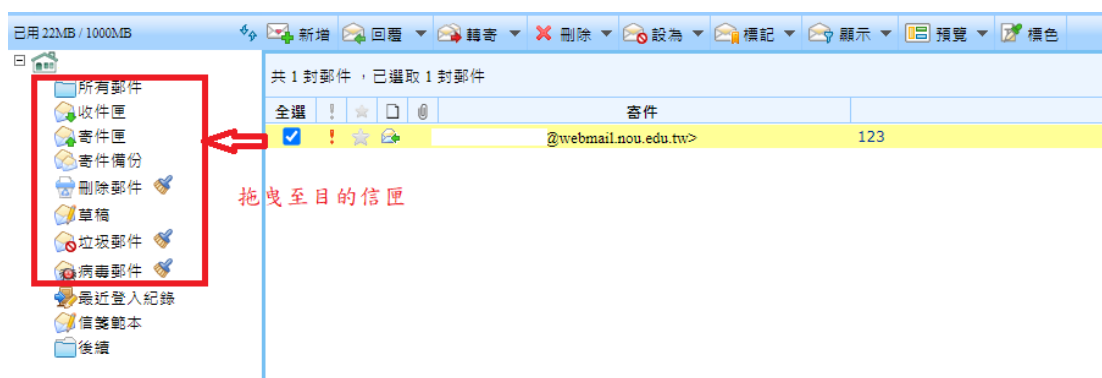 已用 22MB / 1000MB
新增 回覆 轉寄 刪除 設為 標記 顯示 預覽 標色
所有郵件
收件匣
寄件匣
寄件備份
刪除郵件
草稿
垃圾郵件
病毒郵件
最近登入紀錄
信箋範本
後續
共 1 封郵件 ，已選取 1 封郵件
全選 ! 寄件
! @webmail.nou.edu.tw> 123
拖曳至目的信匣